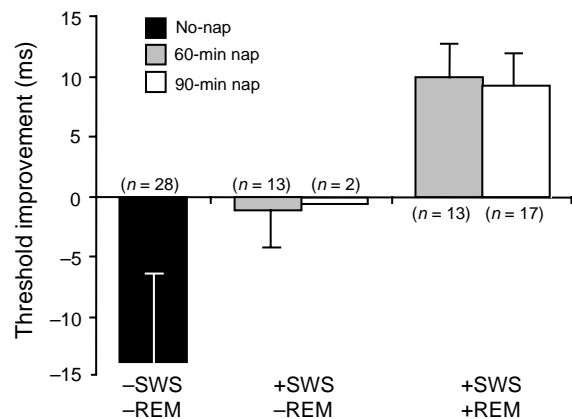 Threshold improvement (ms)
15
10
5
0
–5
–10
–15
No-nap
60-min nap
90-min nap
(n = 28)
(n = 13)
(n = 2)
(n = 13)
(n = 17)
–SWS
–REM
+SWS
–REM
+SWS
+REM